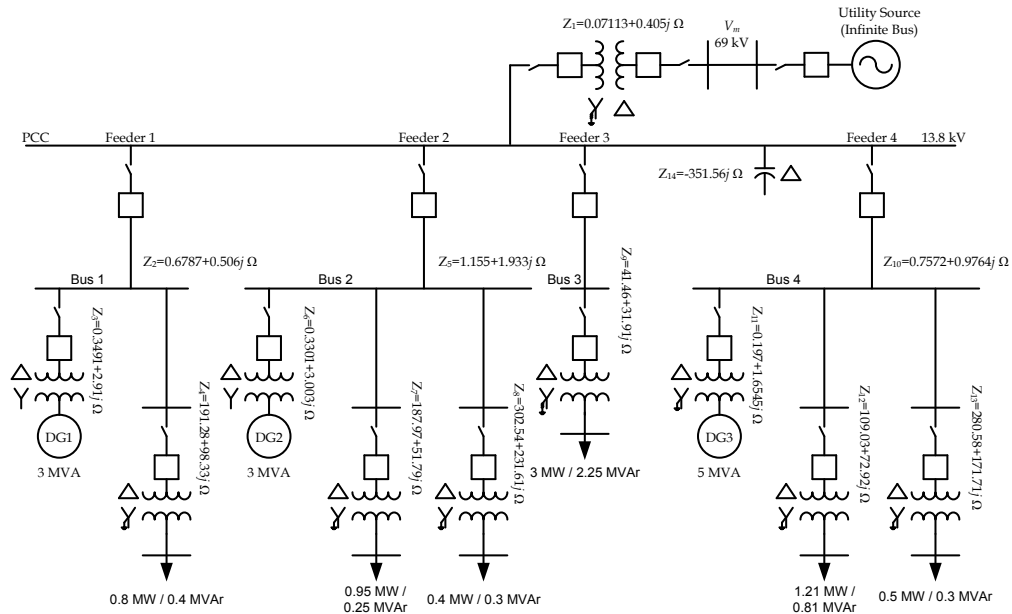 Z1=0.07113+0.405j Ω
Vm
69 kV
Utility Source
(Infinite Bus)
PCC
Feeder 1
Feeder 2
Feeder 3
Feeder 4
13.8 kV
Z14=-351.56j Ω
Z2=0.6787+0.506j Ω
Z5=1.155+1.933j Ω
Z9=41.46+31.91j Ω
Z10=0.7572+0.9764j Ω
Bus 1
Bus 2
Bus 3
Bus 4
Z3=0.3491+2.91j Ω
Z4=191.28+98.33j Ω
Z6=0.3301+3.003j Ω
Z7=187.97+51.79j Ω
Z8=302.54+231.61j Ω
Z11=0.197+1.6545j Ω
Z12=109.03+72.92j Ω
Z13=280.58+171.71j Ω
DG1
3 MVA
DG2
3 MVA
3 MW / 2.25 MVAr
DG3
5 MVA
0.8 MW / 0.4 MVAr
0.95 MW /
0.25 MVAr
0.4 MW / 0.3 MVAr
1.21 MW /
0.81 MVAr
0.5 MW / 0.3 MVAr